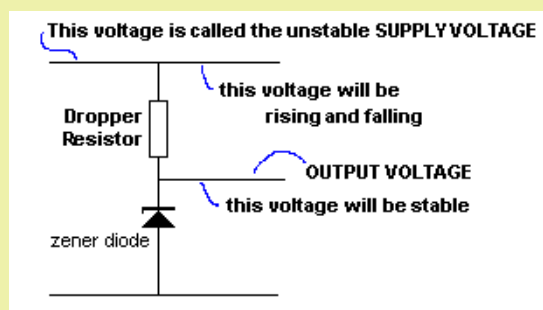 This voltage is called the unstable SUPPLY VOLTAGE
this voltage will be
rising and falling
Dropper
Resistor
OUTPUT VOLTAGE
this voltage will be stable
zener diode